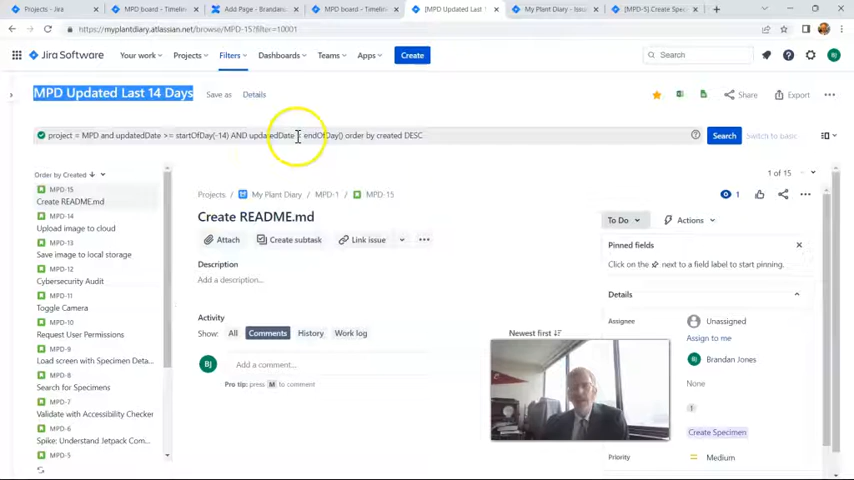 Projects - Jira
MPD board - Timeline
Add Page - Brandan
MPD board - Timeline
[MPD Updated Last 1
My Plant Diary - Issu
[MPD-5] Create Spec
https://myplantdiary.atlassian.net/browse/MPD-15?filter=10001
Jira Software
Your work
Filters
Dashboards
Teams
Apps
Create
Search
BJ
MPD Updated Last 14 Days
Save as
Details
Share
Export
project = MPD and updatedDate >= startOfDay(-14) AND updatedDate < endOfDay() order by created DESC
Search
Switch to basic
1 of 15
Order by Created
MPD-15
Create README.md
MPD-14
Upload image to cloud
MPD-13
Save image to local storage
MPD-12
Cybersecurity Audit
MPD-11
Toggle Camera
MPD-10
Request User Permissions
MPD-9
Load screen with Specimen Deta...
MPD-8
Search for Specimens
MPD-7
Validate with Accessibility Checker
MPD-6
Spike: Understand Jetpack Com...
MPD-5
Projects / My Plant Diary / MPD-1 / MPD-15
1
Create README.md
Attach
Create subtask
Link issue
To Do
Actions
Description
Add a description...
Activity
Show:
All
Comments
History
Work log
Newest first
BJ
Add a comment...
Pro tip: press M to comment
Pinned fields
Click on the next to a field label to start pinning.
Details
Assignee
Unassigned
Assign to me
BJ
Brandan Jones
None
1
Create Specimen
Priority
Medium